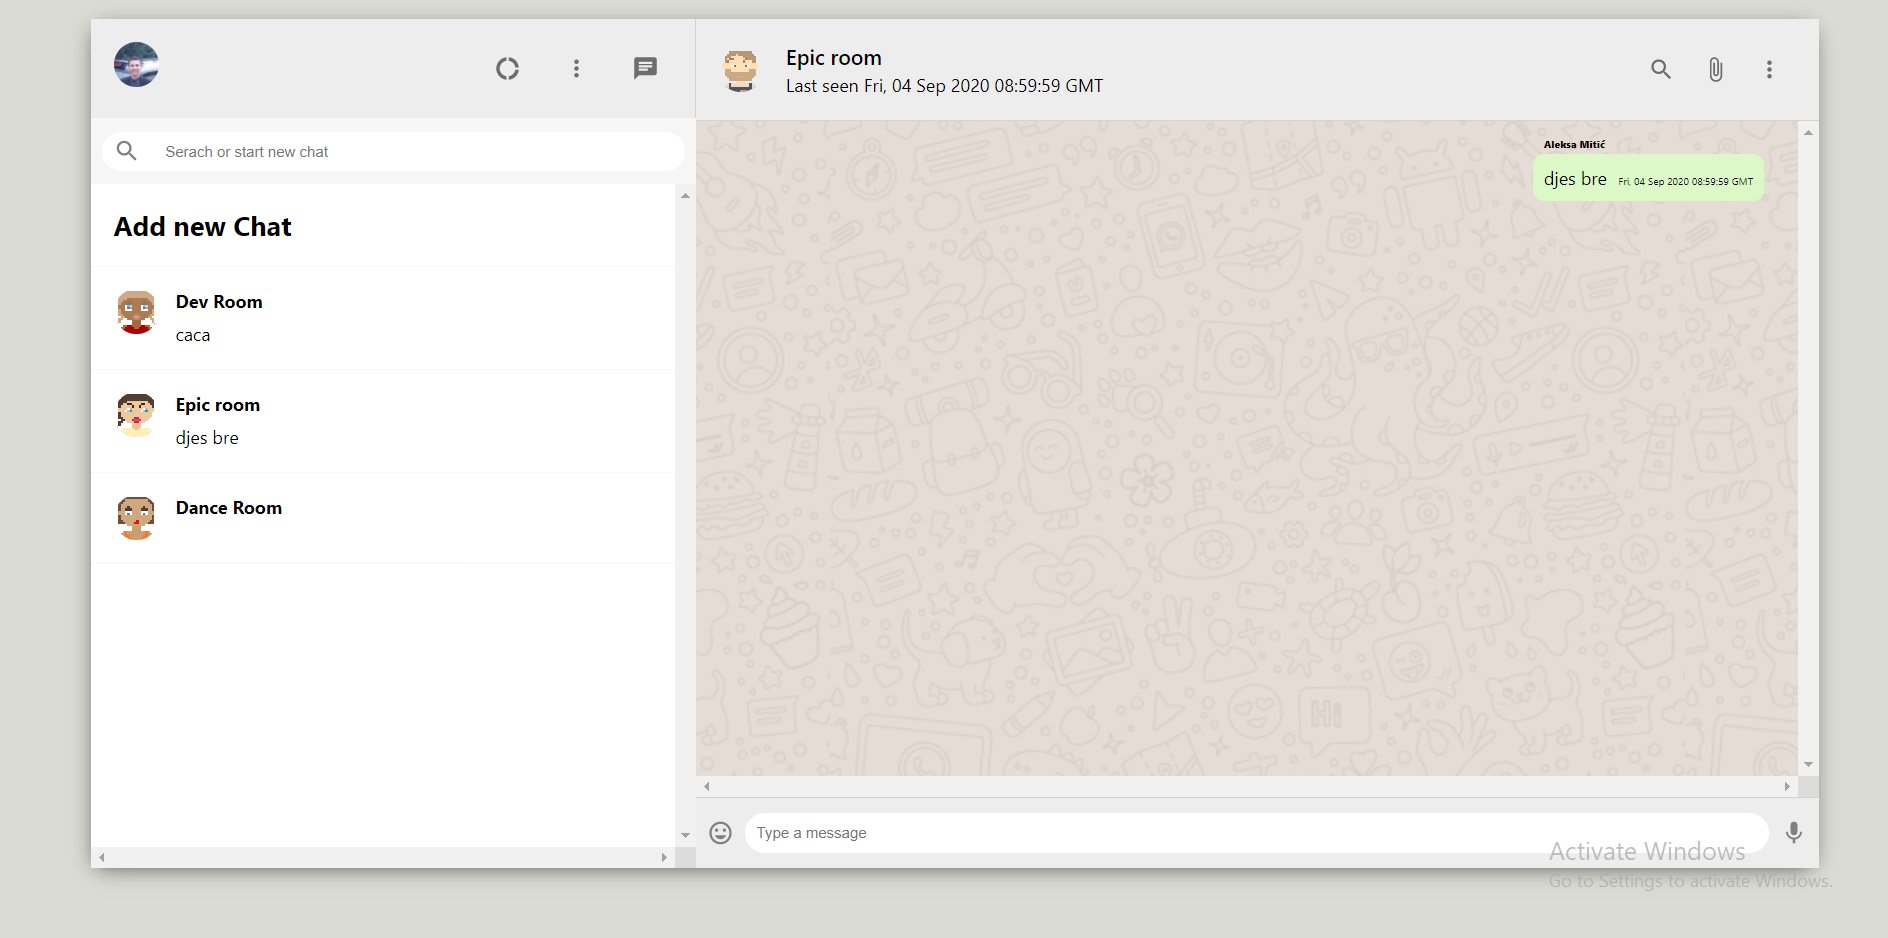 Serach or start new chat
Add new Chat
Dev Room
caca
Epic room
djes bre
Dance Room
Epic room
Last seen Fri, 04 Sep 2020 08:59:59 GMT
Aleksa Mitić
djes bre Fri, 04 Sep 2020 08:59:59 GMT
Hi
Type a message
Activate Windows
Go to Settings to activate Windows.